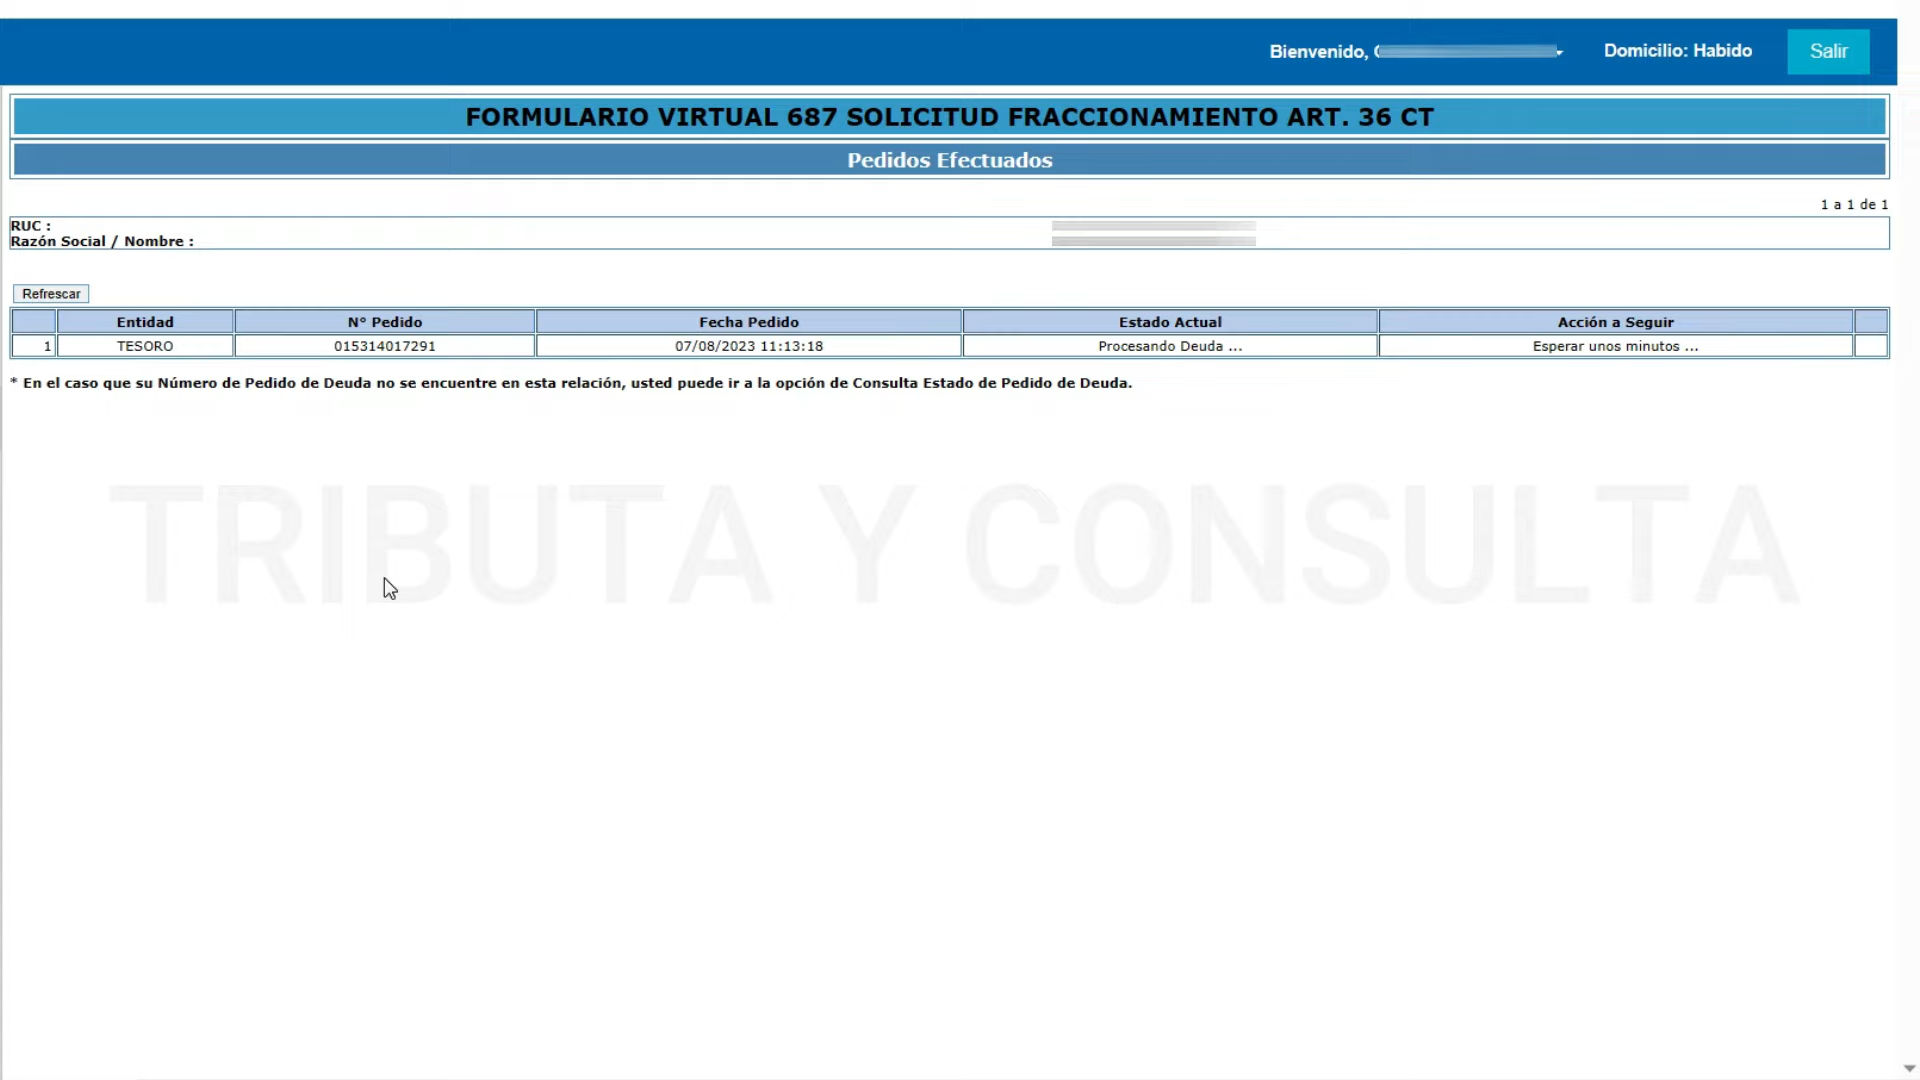 Bienvenido,
Domicilio: Habido
Salir
FORMULARIO VIRTUAL 687 SOLICITUD FRACCIONAMIENTO ART. 36 CT
Pedidos Efectuados
1 a 1 de 1
RUC :
Razón Social / Nombre :
Refrescar
Entidad N° Pedido Fecha Pedido Estado Actual Acción a Seguir
1 TESORO 015314017291 07/08/2023 11:13:18 Procesando Deuda ... Esperar unos minutos ...
* En el caso que su Número de Pedido de Deuda no se encuentre en esta relación, usted puede ir a la opción de Consulta Estado de Pedido de Deuda.
TRIBUTA Y CONSULTA